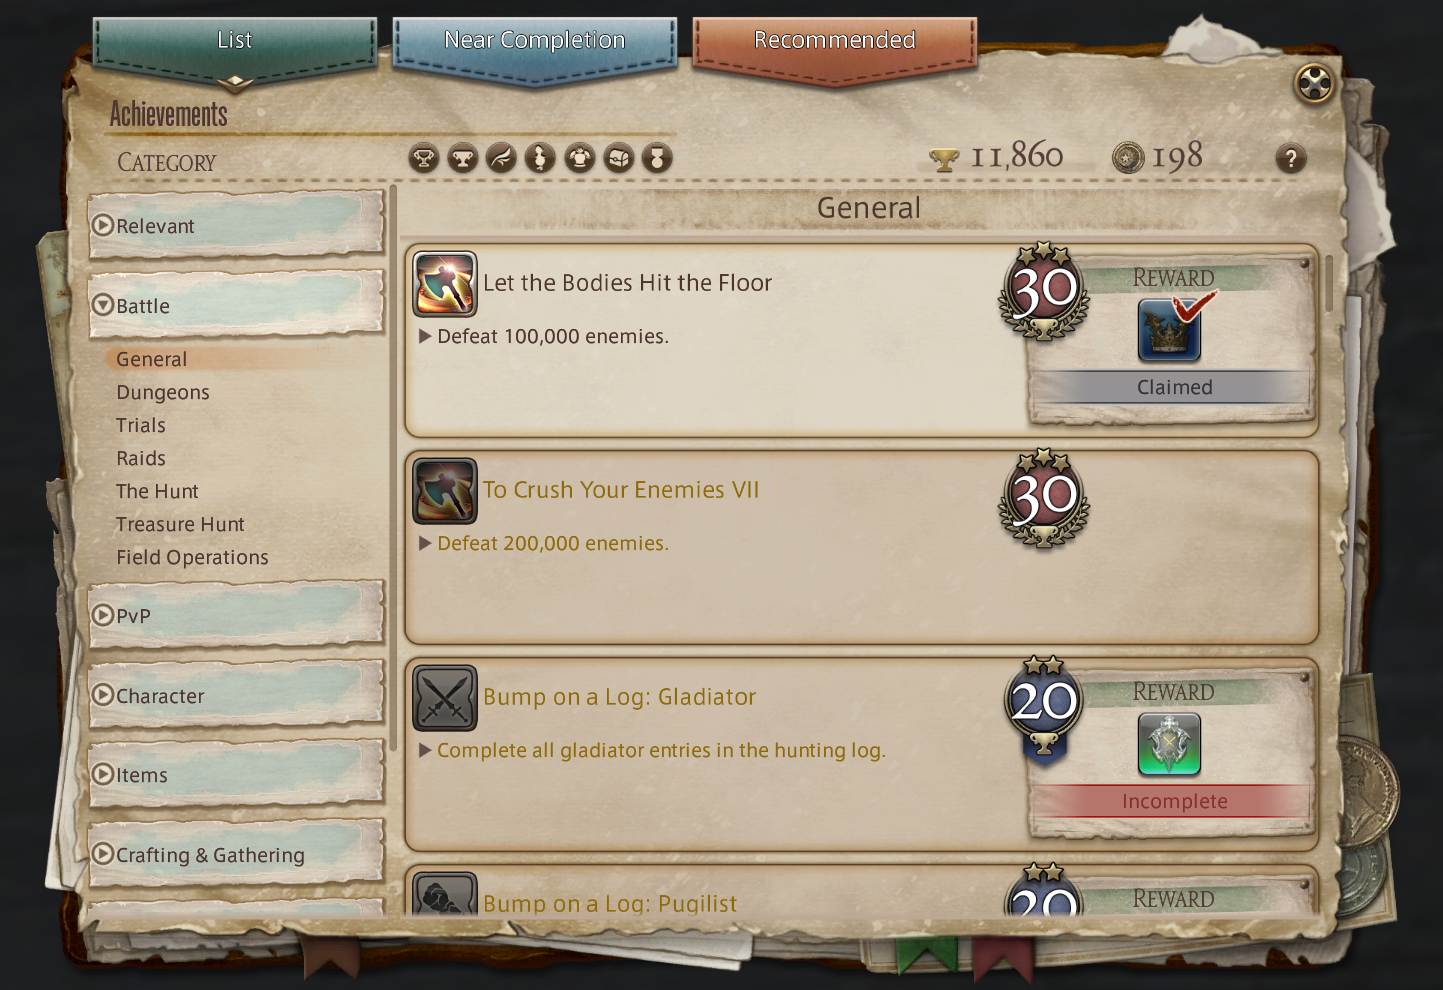 List
Near Completion
Recommended
Achievements
CATEGORY
11,860
198
?
Relevant
Battle
General
Dungeons
Trials
Raids
The Hunt
Treasure Hunt
Field Operations
PvP
Character
Items
Crafting & Gathering
General
Let the Bodies Hit the Floor
Defeat 100,000 enemies.
30
REWARD
Claimed
To Crush Your Enemies VII
Defeat 200,000 enemies.
30
Bump on a Log: Gladiator
Complete all gladiator entries in the hunting log.
20
REWARD
Incomplete
Bump on a Log: Pugilist
20
REWARD